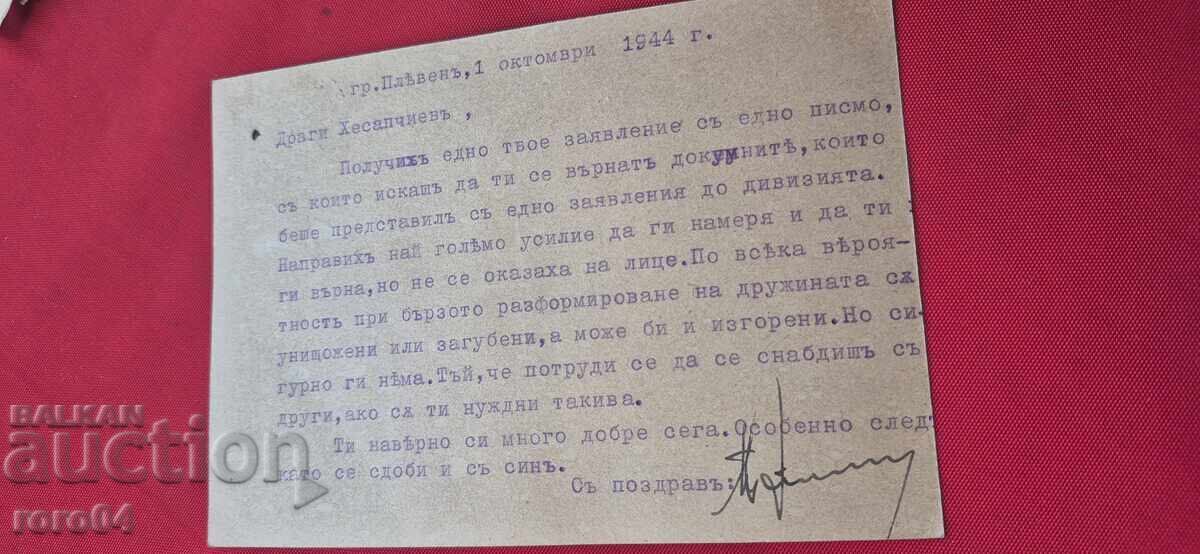 гр.Плѣвенъ,1 октомври 1944 г.
Драги Хесапчиевъ ,
Получихъ едно твое заявление съ едно писмо,
съ което искашъ да ти се върнатъ докуумнитѣ,които
беше представилъ съ едно заявления до дивизията.
Направихъ най голѣмо усилие да ги намеря и да ти
ги върна,но не се оказаха на лице.По всѣка вѣроя-
тность при бързото разформироване на дружината сѫ
унищожени или загубени,а може би и изгорени.Но си-
гурно ги нѣма.Тъй,че потруди се да се снабдишъ съ
други,ако сѫ ти нуждни такива.
Ти навѣрно си много добре сега.Особенно следъ
като се сдоби и съ синъ.
Съ поздравъ:
BALKAN
auction
roro64